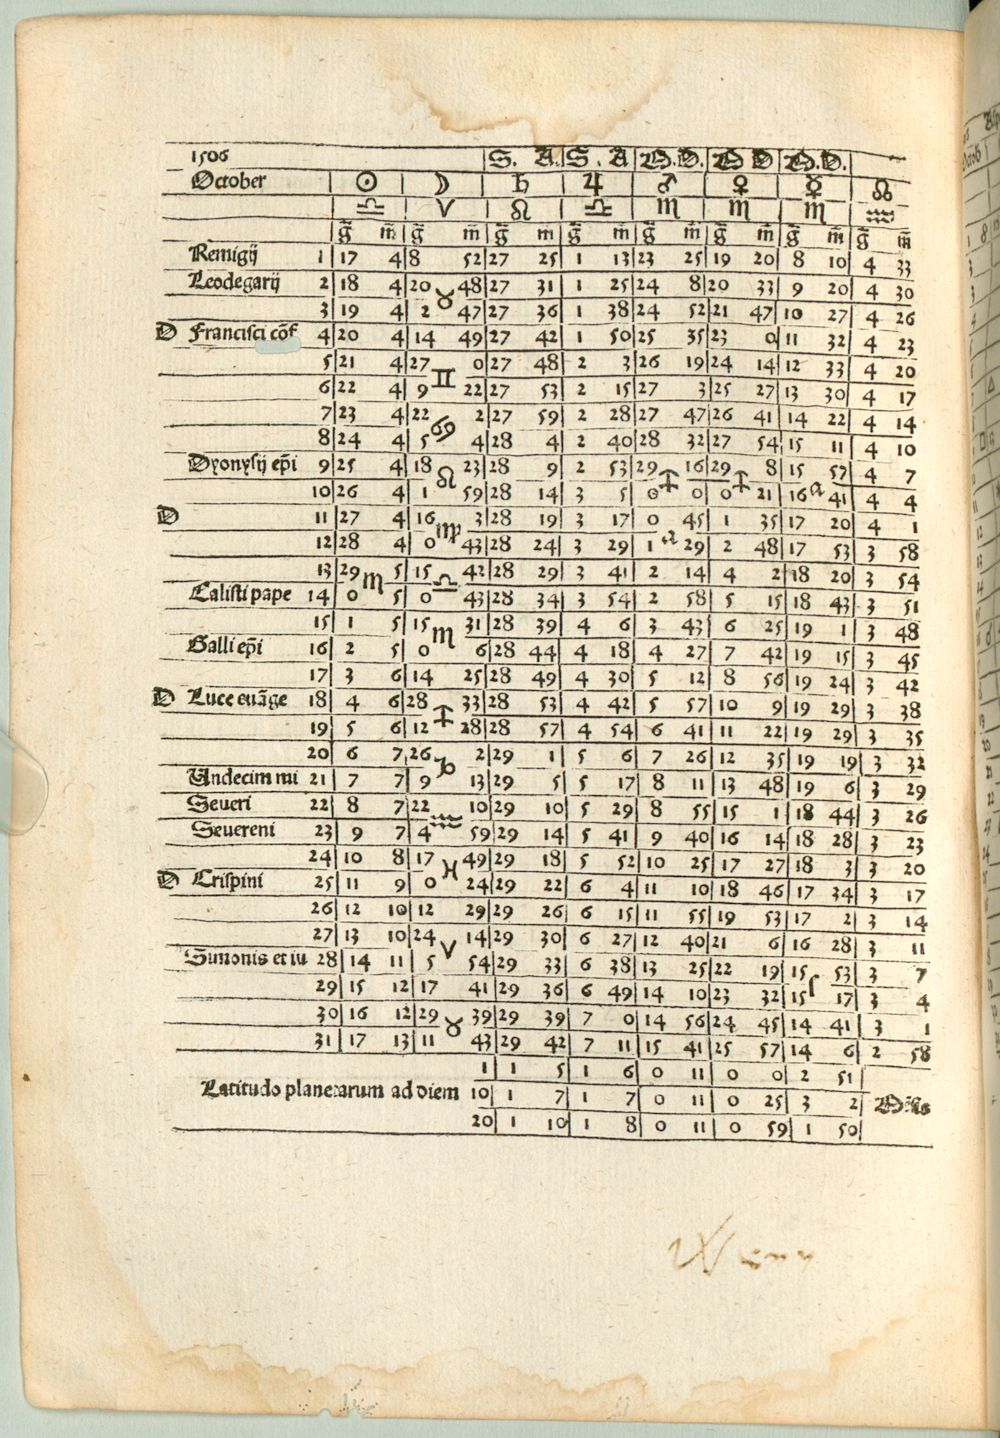 1506 S. A. S. A O. D. O D O. D.
October ☉ ☽ ♄ ♃ ♂ ♀ ☿ ☊
♎ ♈ ♌ ♎ ♏ ♏ ♏ ♒
g̃ m̃ g̃ m̃ g̃ m g̃ m̃ g̃ m̃ g̃ m̃ g̃ m̃ g̃ m̃
Remigij 1 17 4 8 52 27 25 1 13 23 25 19 20 8 10 4 33
Leodegarij 2 18 4 20 48 27 31 1 25 24 8 20 33 9 20 4 30
3 19 4 2 ♉ 47 27 36 1 38 24 52 21 47 10 27 4 26
D Francisci cõf 4 20 4 14 49 27 42 1 50 25 35 23 0 11 32 4 23
5 21 4 27 0 27 48 2 3 26 19 24 14 12 33 4 20
6 22 4 9 ♊ 22 27 53 2 15 27 3 25 27 13 30 4 17
7 23 4 22 2 27 59 2 28 27 47 26 41 14 22 4 14
8 24 4 5 ♋ 4 28 4 2 40 28 32 27 54 15 11 4 10
Dyonysij ep̃i 9 25 4 18 23 28 9 2 53 29 16 29 8 15 57 4 7
10 26 4 1 ♌ 59 28 14 3 5 0 ♐ 0 0 ♐ 21 16 41 4 4
D 11 27 4 16 3 28 19 3 17 0 45 1 35 17 20 4 1
12 28 4 0 ♍ 43 28 24 3 29 1 29 2 48 17 53 3 58
13 29 5 15 42 28 29 3 41 2 14 4 2 18 20 3 54
Calisti pape 14 0 ♏ 5 0 ♎ 43 28 34 3 54 2 58 5 15 18 43 3 51
15 1 5 15 31 28 39 4 6 3 43 6 25 19 1 3 48
Galli ep̃i 16 2 5 0 ♏ 6 28 44 4 18 4 27 7 42 19 15 3 45
17 3 6 14 25 28 49 4 30 5 12 8 56 19 24 3 42
D Luce euãge 18 4 6 28 33 28 53 4 42 5 57 10 9 19 29 3 38
19 5 6 12 ♐ 28 28 57 4 54 6 41 11 22 19 29 3 35
20 6 7 26 2 29 1 5 6 7 26 12 35 19 19 3 32
Undecim mi 21 7 7 9 ♑ 13 29 5 5 17 8 11 13 48 19 6 3 29
Seueri 22 8 7 22 10 29 10 5 29 8 55 15 1 18 44 3 26
Seuereni 23 9 7 4 ♒ 59 29 14 5 41 9 40 16 14 18 28 3 23
24 10 8 17 49 29 18 5 52 10 25 17 27 18 3 3 20
D Crispini 25 11 9 0 ♓ 24 29 22 6 4 11 10 18 46 17 34 3 17
26 12 10 12 29 29 26 6 15 11 55 19 53 17 2 3 14
27 13 10 24 14 29 30 6 27 12 40 21 6 16 28 3 11
Simonis et iu 28 14 11 5 ♈ 54 29 33 6 38 13 25 22 19 15 53 3 7
29 15 12 17 41 29 36 6 49 14 10 23 32 15 17 3 4
30 16 12 29 39 29 39 7 0 14 56 24 45 14 41 3 1
31 17 13 11 ♉ 43 29 42 7 11 15 41 25 57 14 6 2 58
1 1 5 1 6 0 11 0 0 2 51
Latitudo planetarum ad diem 10 1 7 1 7 0 11 0 25 3 2
20 1 10 1 8 0 11 0 59 1 50